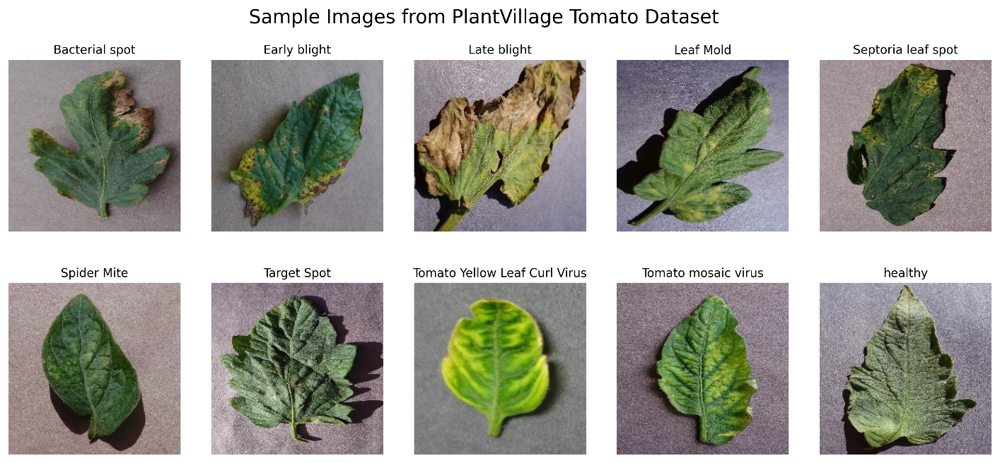 Sample Images from PlantVillage Tomato Dataset
Bacterial spot
Early blight
Late blight
Leaf Mold
Septoria leaf spot
Spider Mite
Target Spot
Tomato Yellow Leaf Curl Virus
Tomato mosaic virus
healthy